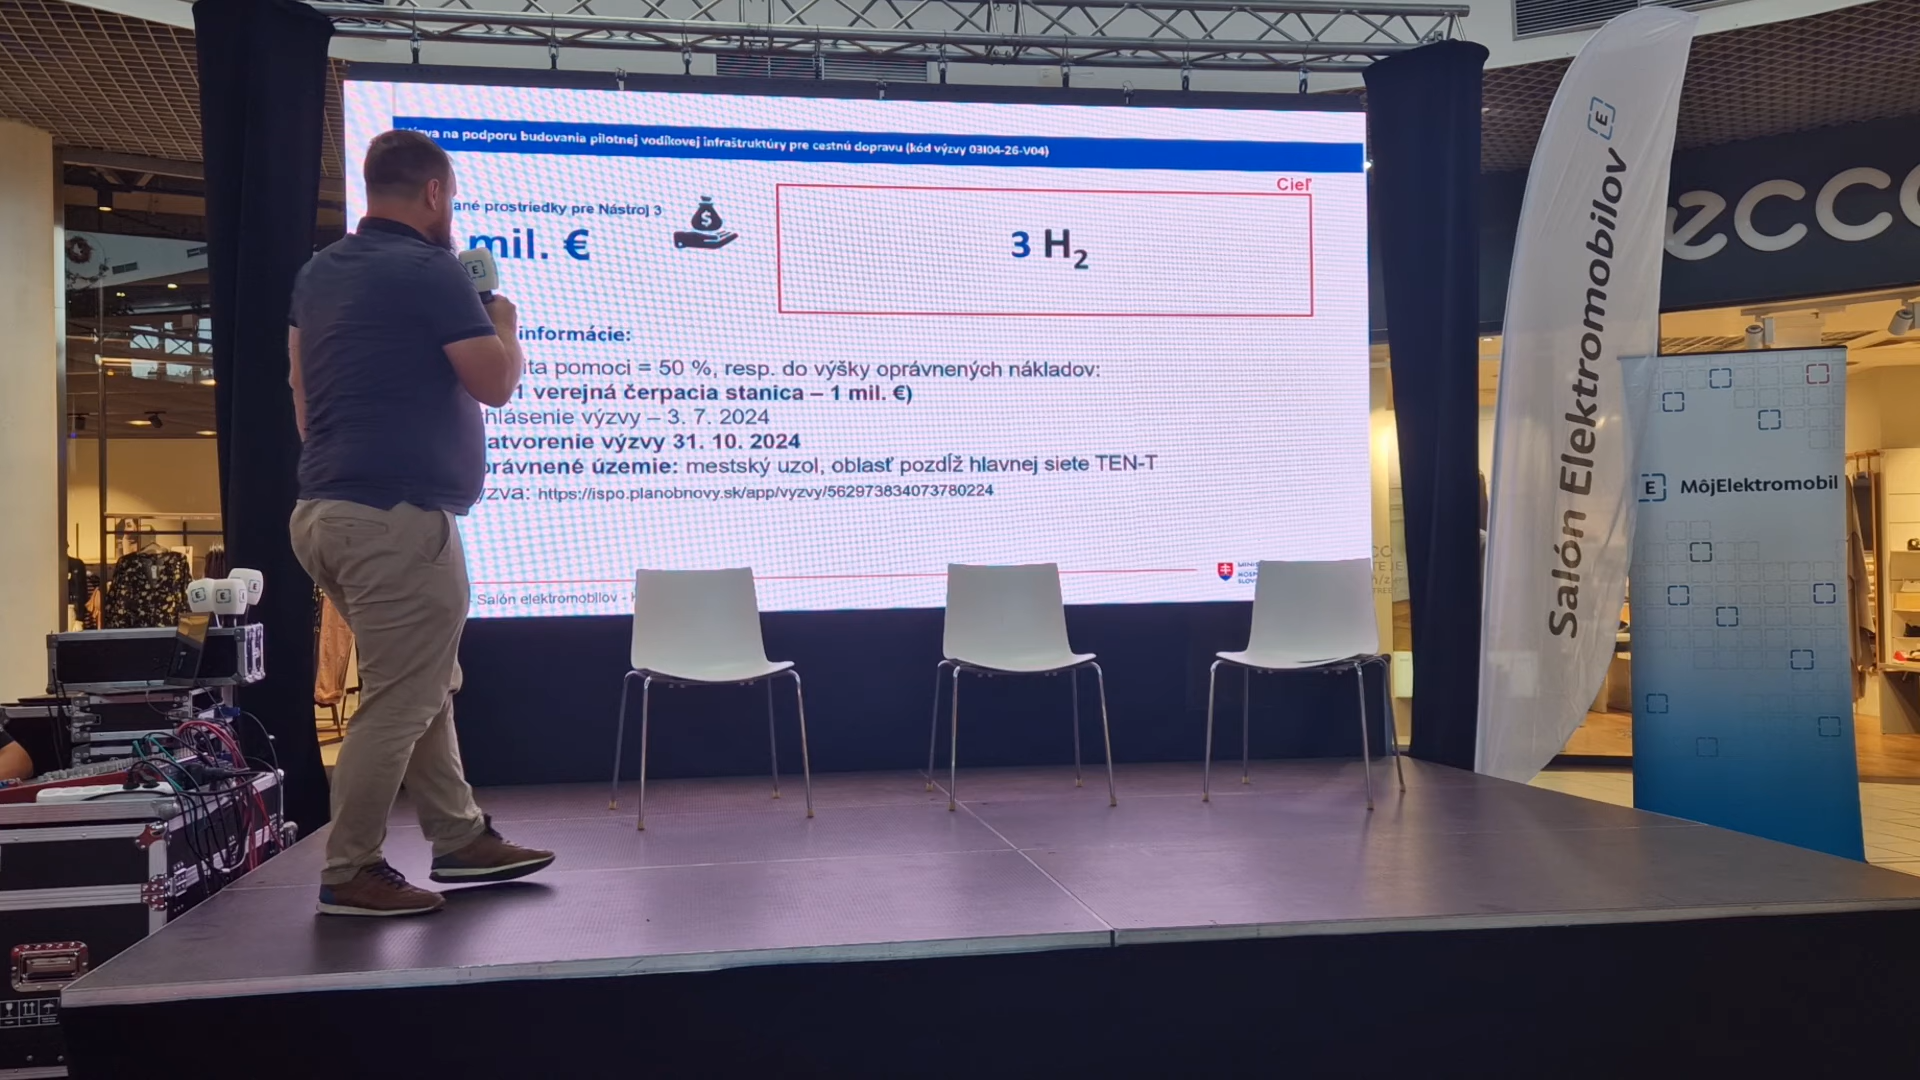 na podporu budovania pilotnej vodíkovej infraštruktúry pre cestnú dopravu (kód výzvy 03I04-26-V04)
Cieľ
ané prostriedky pre Nástroj 3
$
mil. €
3 H₂
informácie:
ita pomoci = 50 %, resp. do výšky oprávnených nákladov:
1 verejná čerpacia stanica – 1 mil. €)
hlásenie výzvy – 3. 7. 2024
atvorenie výzvy 31. 10. 2024
právnené územie: mestský uzol, oblasť pozdĺž hlavnej siete TEN-T
ýzva: https://ispo.planobnovy.sk/app/vyzvy/562973834073780224
Salón elektromobilov -
E
Salón Elektromobilov
E
E MôjElektromobil
ecco
E
E